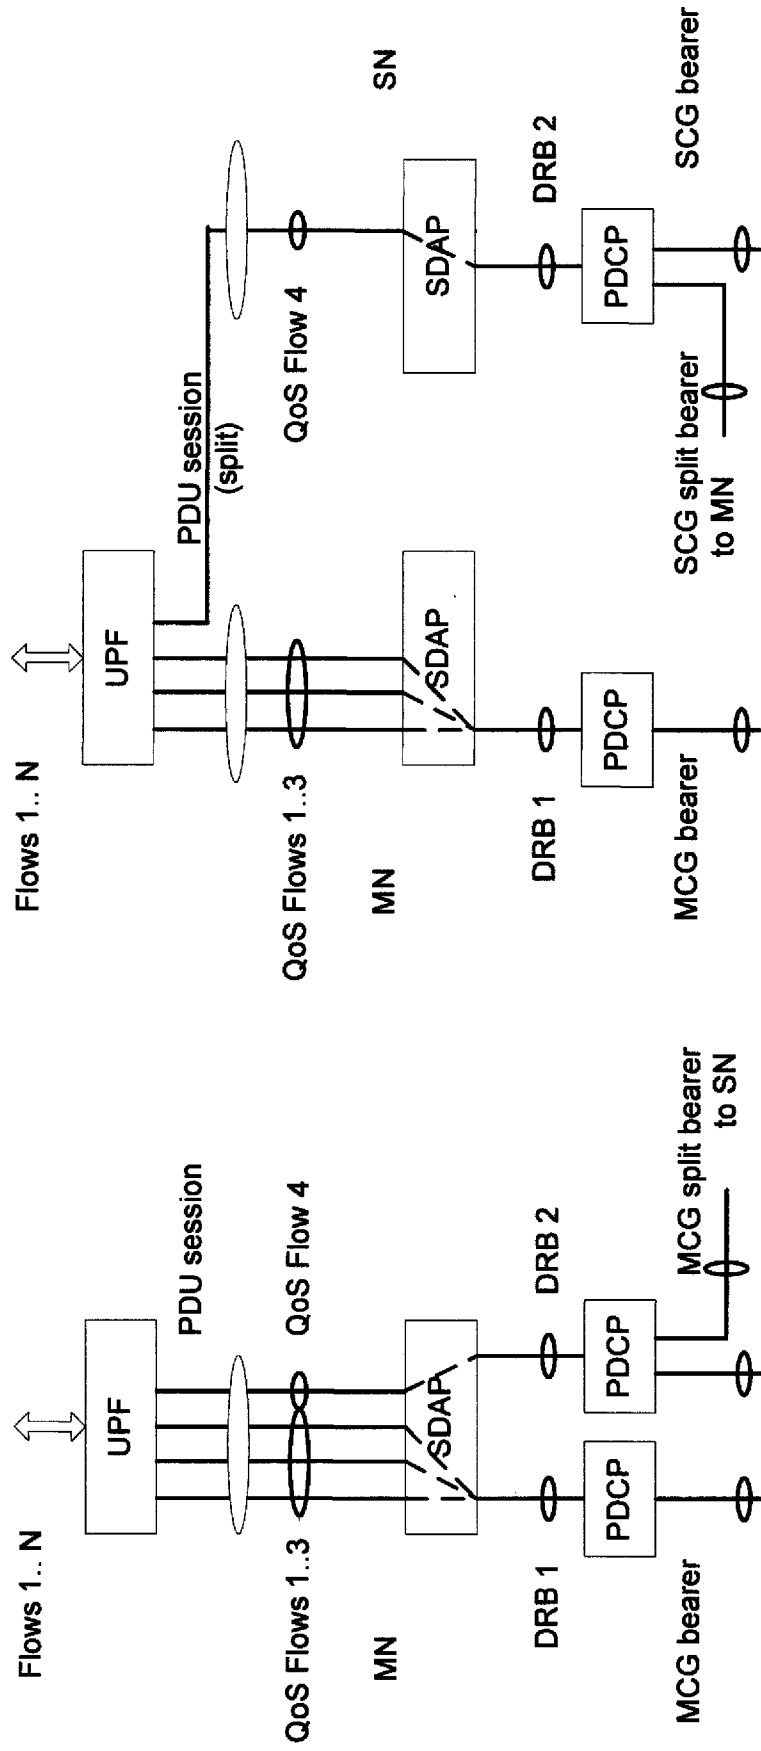 Flows 1.. N
UPF
PDU session
QoS Flows 1..3
QoS Flow 4
MN
SDAP
DRB 1
DRB 2
PDCP
PDCP
MCG bearer
MCG split bearer
to SN
Flows 1.. N
UPF
PDU session
(split)
QoS Flows 1..3
QoS Flow 4
MN
SN
SDAP
SDAP
DRB 1
DRB 2
PDCP
PDCP
MCG bearer
SCG split bearer
to MN
SCG bearer